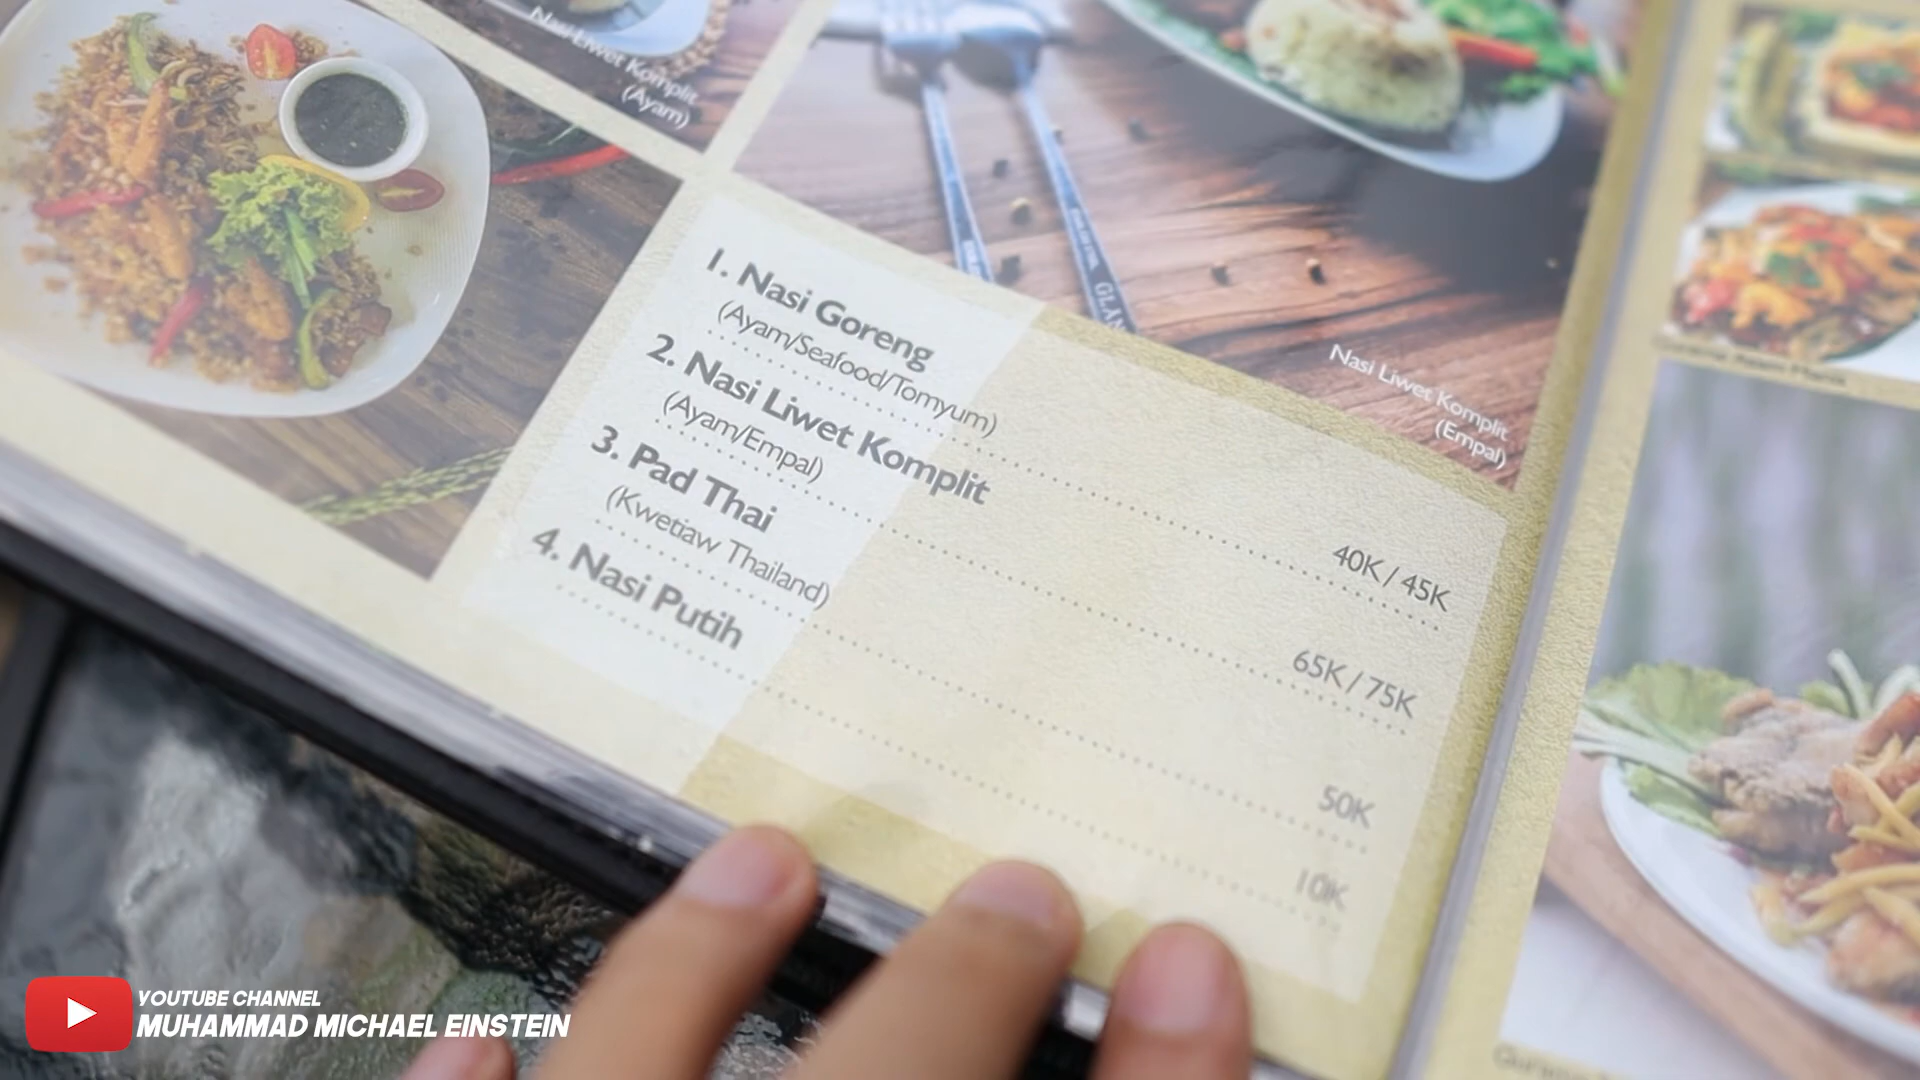 Nasi Liwet Komplit
(Ayam)
1. Nasi Goreng
(Ayam/Seafood/Tomyum)
40K / 45K
2. Nasi Liwet Komplit
(Ayam/Empal)
65K / 75K
3. Pad Thai
(Kwetiaw Thailand)
50K
4. Nasi Putih
10K
Nasi Liwet Komplit
(Empal)
YOUTUBE CHANNEL
MUHAMMAD MICHAEL EINSTEIN